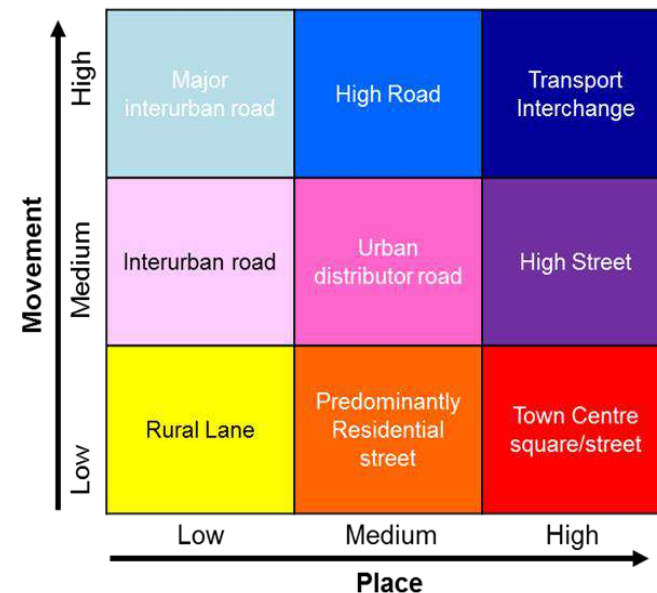 High
Major
interurban road
High Road
Transport
Interchange
Movement
Medium
Interurban road
Urban
distributor road
High Street
Low
Rural Lane
Predominantly
Residential
street
Town Centre
square/street
Low
Medium
High
Place